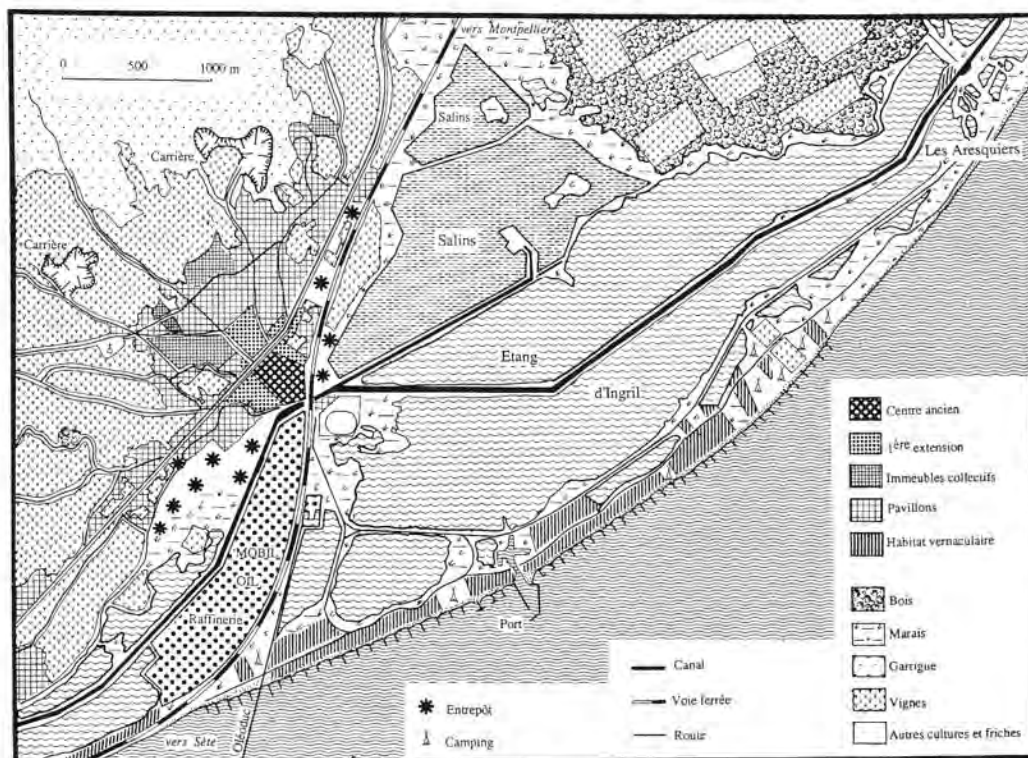 vers Montpellier
0 500 1000 m
Salins
Carrière
Les Aresquiers
Carrière
Salins
Etang
d'Ingril
MOBIL
OIL
Raffinerie
Port
vers Sète
Oléoduc
Entrepôt
Camping
Canal
Voie ferrée
Route
Centre ancien
1ère extension
Immeubles collectifs
Pavillons
Habitat vernaculaire
Bois
Marais
Garrigue
Vignes
Autres cultures et friches